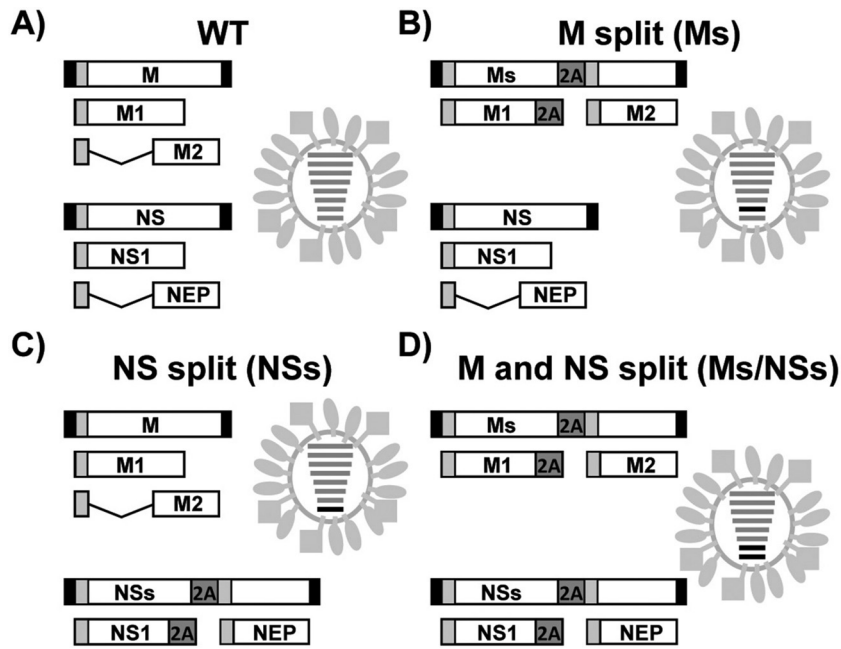 A)
WT
M
M1
M2
NS
NS1
NEP
B)
M split (Ms)
Ms 2A
M1 2A M2
NS
NS1
NEP
C)
NS split (NSs)
M
M1
M2
NSs 2A
NS1 2A NEP
D)
M and NS split (Ms/NSs)
Ms 2A
M1 2A M2
NSs 2A
NS1 2A NEP